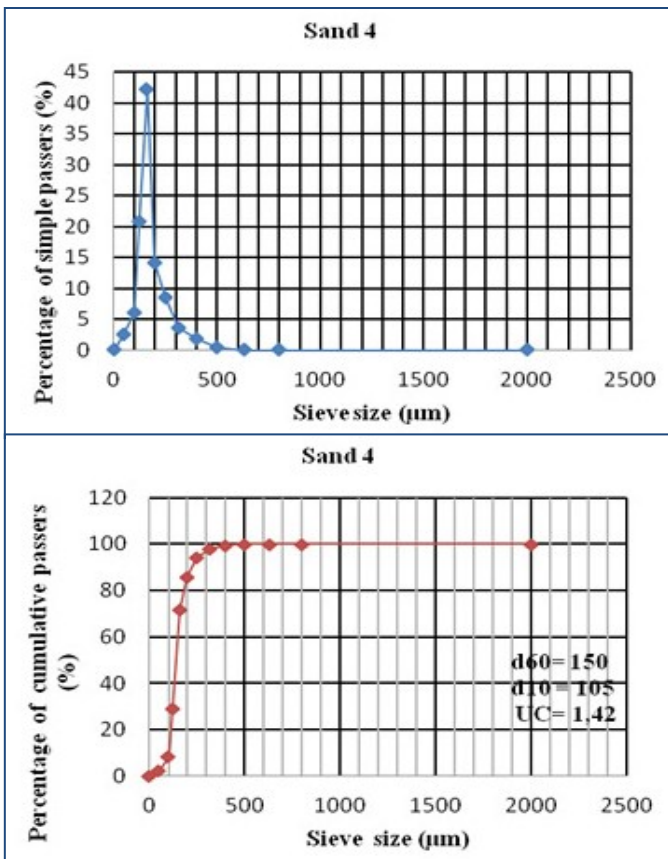 Sand 4
Percentage of simple passers (%)
45
40
35
30
25
20
15
10
5
0
0 500 1000 1500 2000 2500
Sieve size (µm)
Sand 4
Percentage of cumulative passers
(%)
120
100
80
60
40
20
0
d60= 150
d10 = 105
UC= 1,42
0 500 1000 1500 2000 2500
Sieve size (µm)